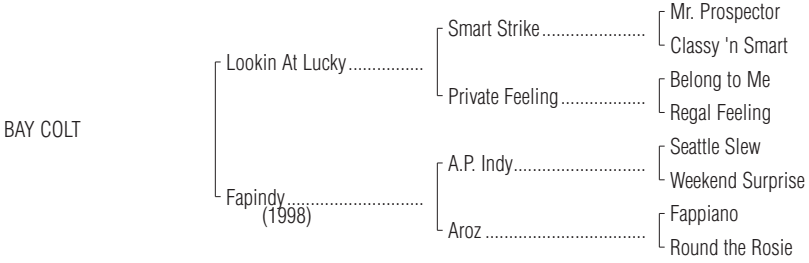 Mr. Prospector
Smart Strike......................
Classy 'n Smart
Lookin At Lucky................
Belong to Me
Private Feeling..................
Regal Feeling
BAY COLT
Seattle Slew
A.P. Indy............................
Weekend Surprise
Fapindy.............................
(1998)
Fappiano
Aroz..................................
Round the Rosie